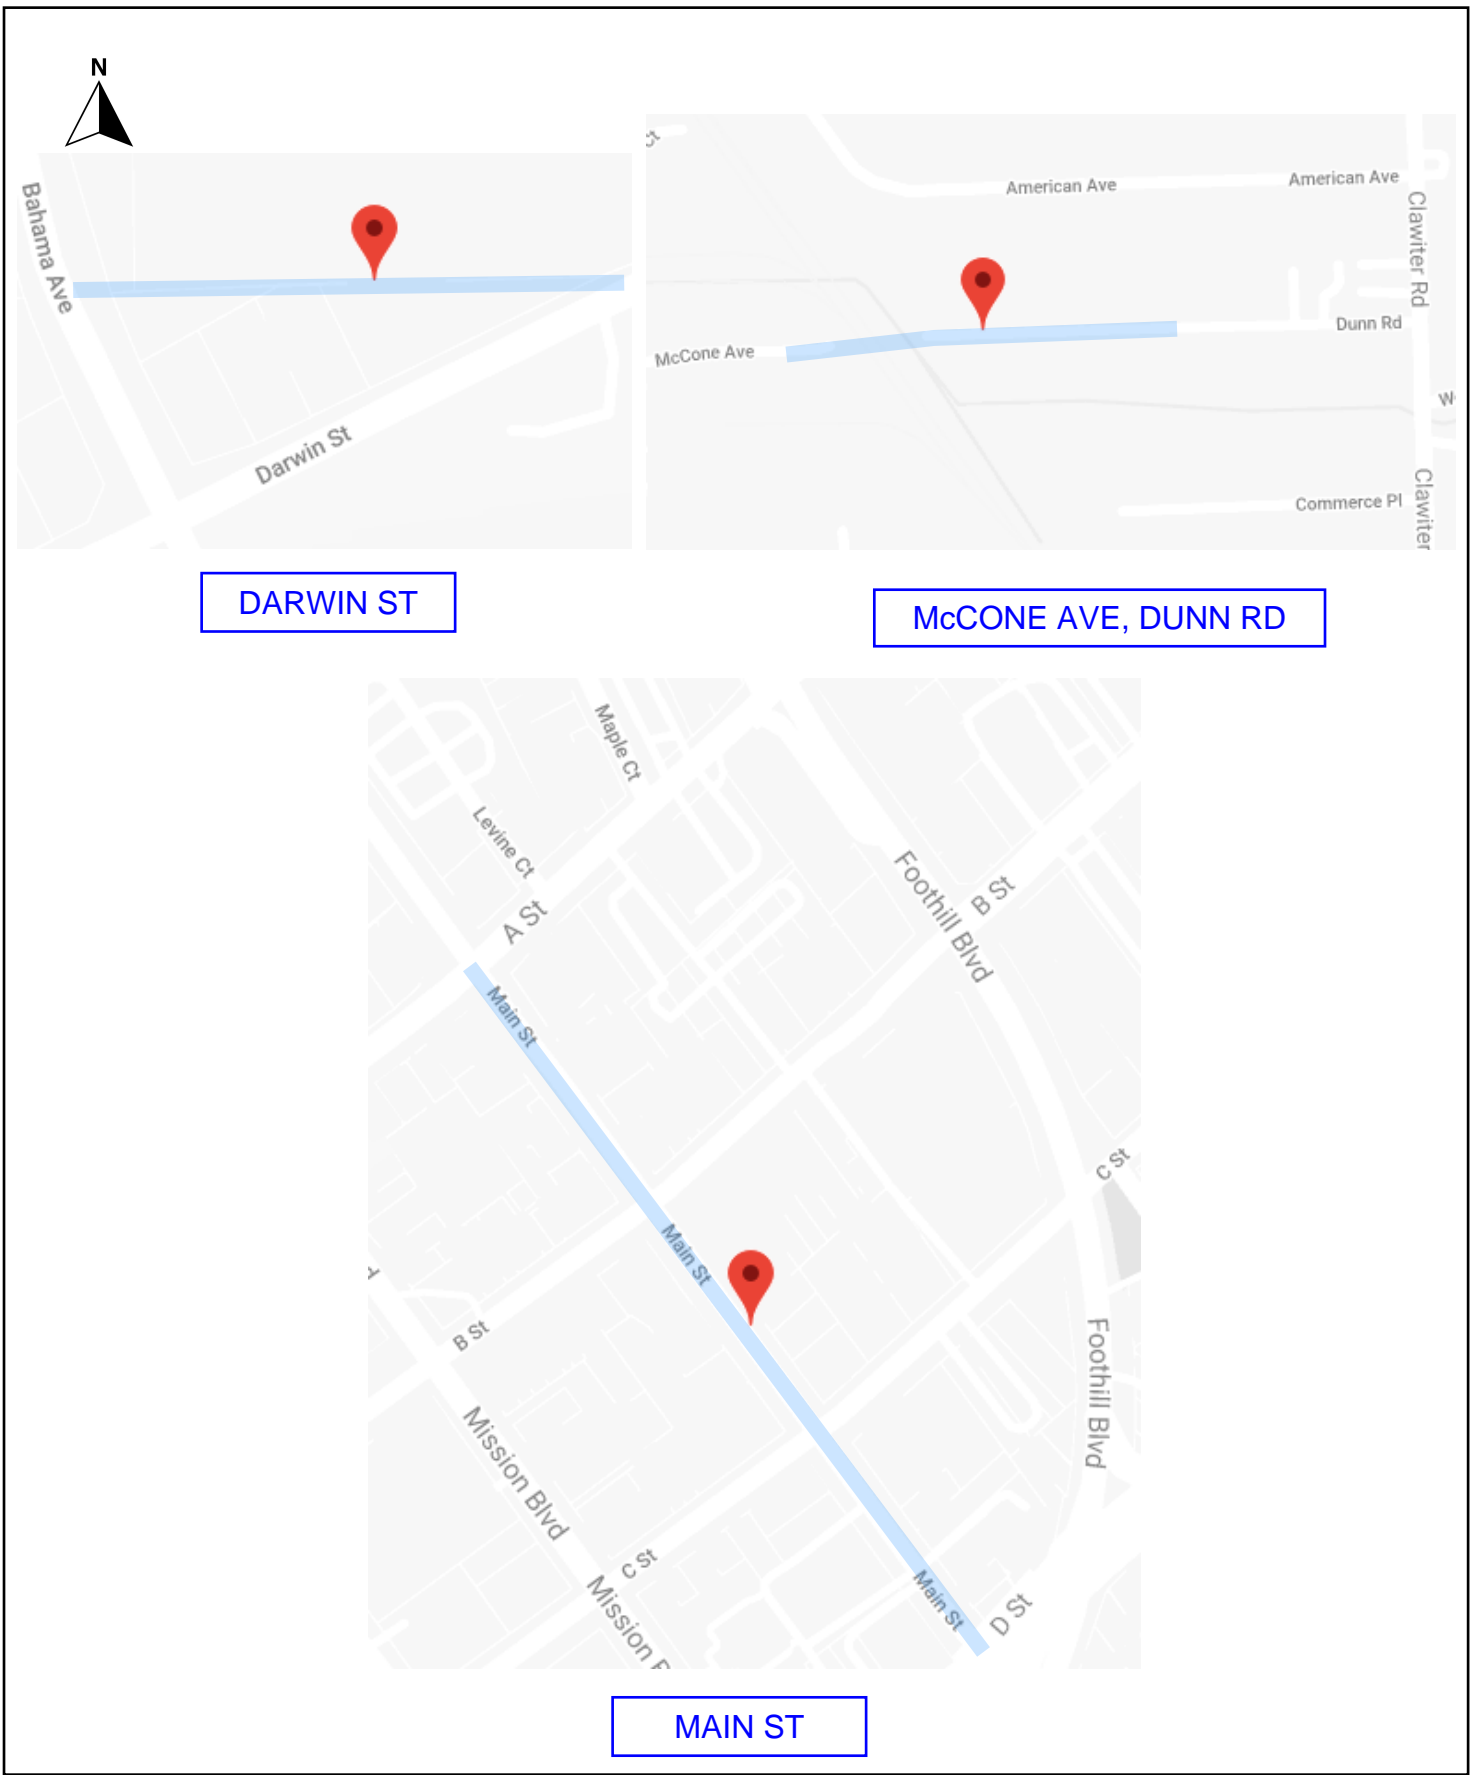 N
Bahama Ave
Darwin St
DARWIN ST
American Ave
American Ave
Clawiter Rd
McCone Ave
Dunn Rd
Commerce Pl
Clawiter
McCONE AVE, DUNN RD
Maple Ct
Levine Ct
A St
Foothill Blvd
B St
Main St
C St
Main St
B St
Foothill Blvd
Mission Blvd
C St
Main St
D St
Mission
MAIN ST